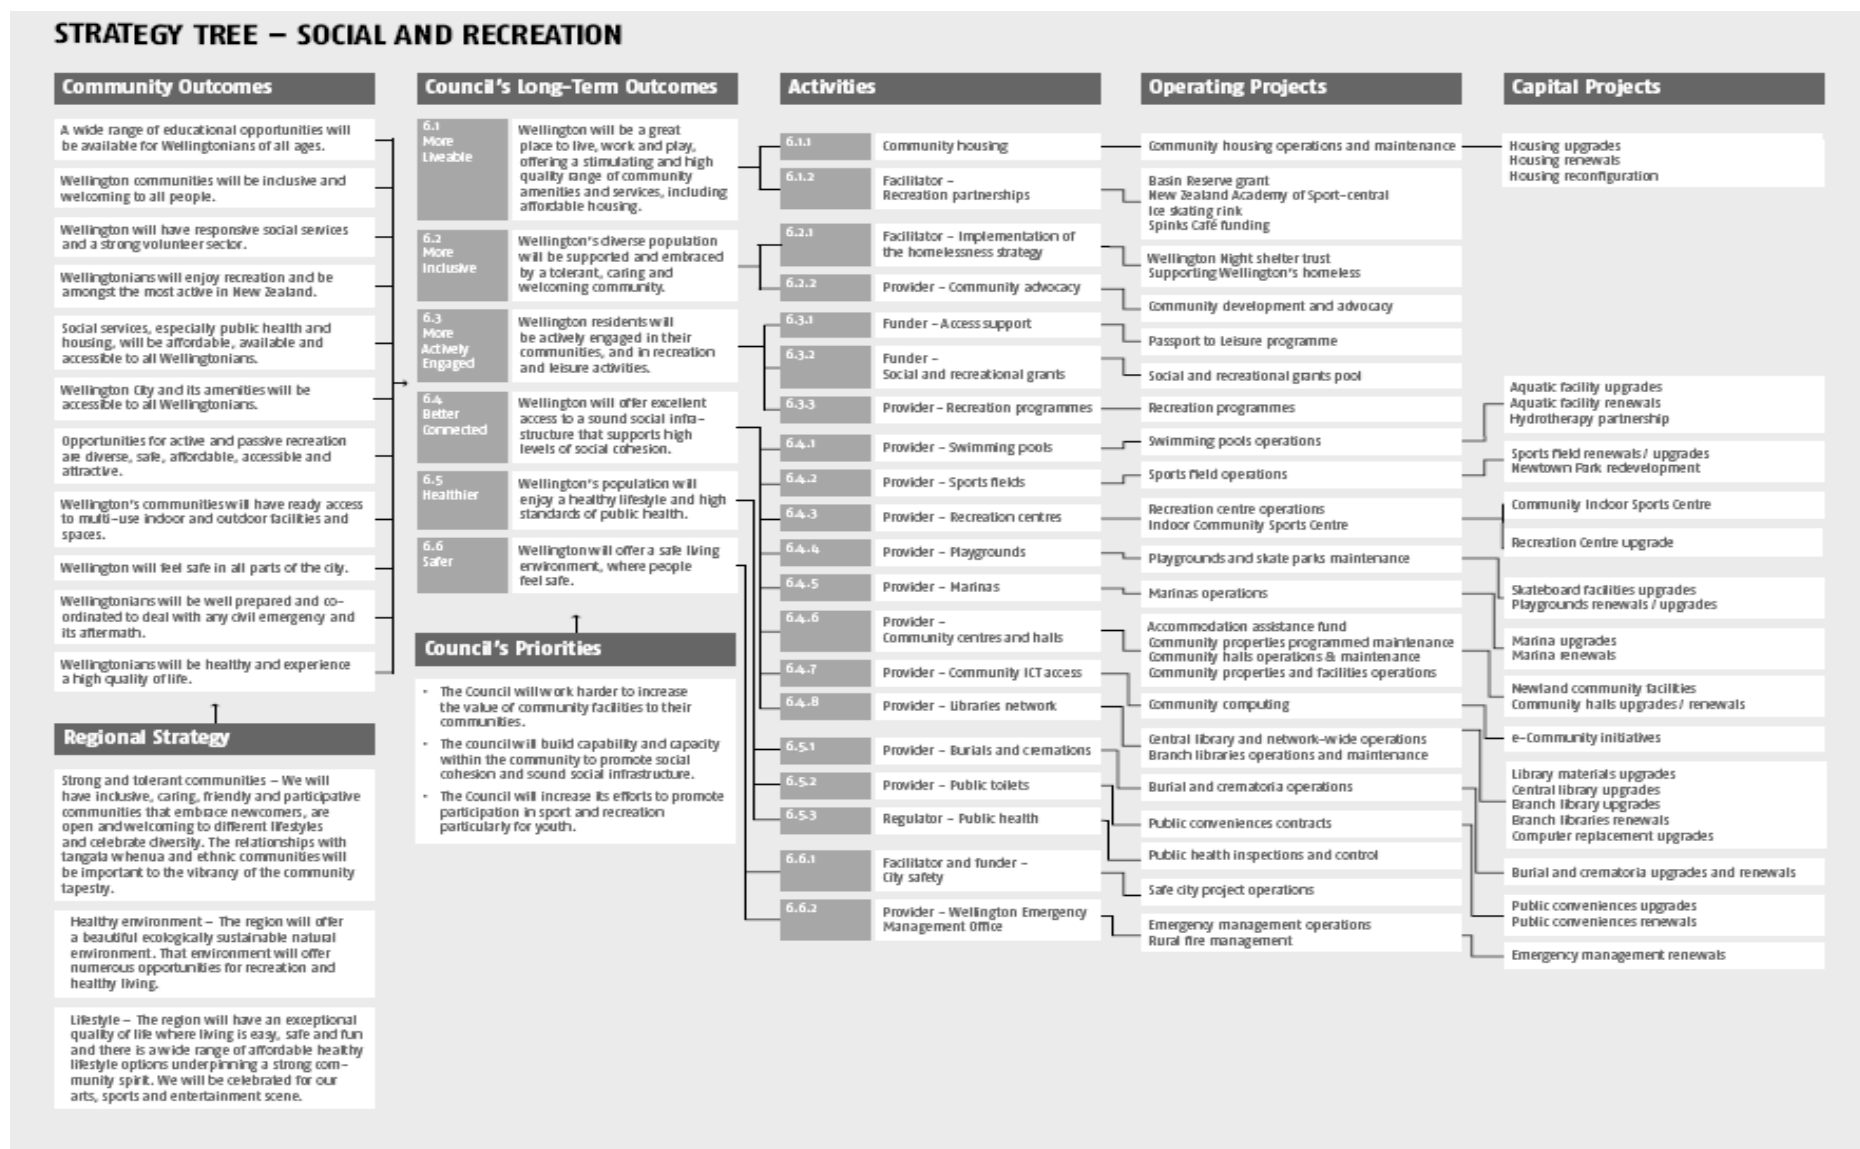 STRATEGY TREE – SOCIAL AND RECREATION
Community Outcomes
A wide range of educational opportunities will
be available for Wellingtonians of all ages.
Wellington communities will be inclusive and
welcoming to all people.
Wellington will have responsive social services
and a strong volunteer sector.
Wellingtonians will enjoy recreation and be
amongst the most active in New Zealand.
Social services, especially public health and
housing, will be affordable, available and
accessible to all Wellingtonians.
Wellington City and its amenities will be
accessible to all Wellingtonians.
Opportunities for active and passive recreation
are diverse, safe, affordable, accessible and
attractive.
Wellington's communities will have ready access
to multi-use indoor and outdoor facilities and
spaces.
Wellington will feel safe in all parts of the city.
Wellingtonians will be well prepared and co-
ordinated to deal with any civil emergency and
its aftermath.
Wellingtonians will be healthy and experience
a high quality of life.
Regional Strategy
Strong and tolerant communities – We will
have inclusive, caring, friendly and participative
communities that embrace newcomers, are
open and welcoming to different lifestyles
and celebrate diversity. The relationships with
tangata whenua and ethnic communities will
be important to the vibrancy of the community
tapestry.
Healthy environment – The region will offer
a beautiful ecologically sustainable natural
environment. That environment will offer
numerous opportunities for recreation and
healthy living.
Lifestyle – The region will have an exceptional
quality of life where living is easy, safe and fun
and there is a wide range of affordable healthy
lifestyle options underpinning a strong com-
munity spirit. We will be celebrated for our
arts, sports and entertainment scene.
Council's Long-Term Outcomes
6.1
More
Liveable
Wellington will be a great
place to live, work and play,
offering a stimulating and high
quality range of community
amenities and services, including
affordable housing.
6.2
More
Inclusive
Wellington's diverse population
will be supported and embraced
by a tolerant, caring and
welcoming community.
6.3
More
Actively
Engaged
Wellington residents will
be actively engaged in their
communities, and in recreation
and leisure activities.
6.4
Better
Connected
Wellington will offer excellent
access to a sound social infra-
structure that supports high
levels of social cohesion.
6.5
Healthier
Wellington's population will
enjoy a healthy lifestyle and high
standards of public health.
6.6
Safer
Wellington will offer a safe living
environment, where people
feel safe.
Council's Priorities
- The Council will work harder to increase
the value of community facilities to their
communities.
- The council will build capability and capacity
within the community to promote social
cohesion and sound social infrastructure.
- The Council will increase its efforts to promote
participation in sport and recreation
particularly for youth.
Activities
6.1.1
Community housing
6.1.2
Facilitator –
Recreation partnerships
6.2.1
Facilitator – Implementation of
the homelessness strategy
6.2.2
Provider – Community advocacy
6.3.1
Funder – Access support
6.3.2
Funder –
Social and recreational grants
6.3.3
Provider – Recreation programmes
6.4.1
Provider – Swimming pools
6.4.2
Provider – Sports fields
6.4.3
Provider – Recreation centres
6.4.4
Provider – Playgrounds
6.4.5
Provider – Marinas
6.4.6
Provider –
Community centres and halls
6.4.7
Provider – Community ICT access
6.4.8
Provider – Libraries network
6.5.1
Provider – Burials and cremations
6.5.2
Provider – Public toilets
6.5.3
Regulator – Public health
6.6.1
Facilitator and funder –
City safety
6.6.2
Provider – Wellington Emergency
Management Office
Operating Projects
Community housing operations and maintenance
Basin Reserve grant
New Zealand Academy of Sport-central
Ice skating rink
Spinks Café funding
Wellington Night shelter trust
Supporting Wellington's homeless
Community development and advocacy
Passport to Leisure programme
Social and recreational grants pool
Recreation programmes
Swimming pools operations
Sports field operations
Recreation centre operations
Indoor Community Sports Centre
Playgrounds and skate parks maintenance
Marinas operations
Accommodation assistance fund
Community properties programmed maintenance
Community halls operations & maintenance
Community properties and facilities operations
Community computing
Central library and network-wide operations
Branch libraries operations and maintenance
Burial and crematoria operations
Public conveniences contracts
Public health inspections and control
Safe city project operations
Emergency management operations
Rural fire management
Capital Projects
Housing upgrades
Housing renewals
Housing reconfiguration
Aquatic facility upgrades
Aquatic facility renewals
Hydrotherapy partnership
Sports field renewals / upgrades
Newtown Park redevelopment
Community Indoor Sports Centre
Recreation Centre upgrade
Skateboard facilities upgrades
Playgrounds renewals / upgrades
Marina upgrades
Marina renewals
Newland community facilities
Community halls upgrades / renewals
e-Community initiatives
Library materials upgrades
Central library upgrades
Branch library upgrades
Branch libraries renewals
Computer replacement upgrades
Burial and crematoria upgrades and renewals
Public conveniences upgrades
Public conveniences renewals
Emergency management renewals